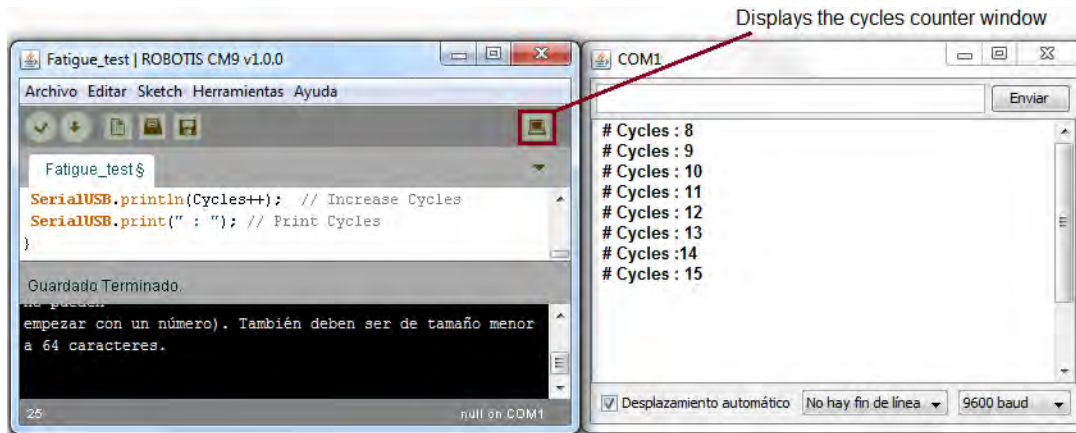 Displays the cycles counter window
Fatigue_test | ROBOTIS CM9 v1.0.0
Archivo Editar Sketch Herramientas Ayuda
Fatigue_test§
SerialUSB.println(Cycles++); // Increase Cycles
SerialUSB.print(" : "); // Print Cycles
}
Guardado Terminado.
no pueden
empezar con un número). También deben ser de tamaño menor
a 64 caracteres.
25
null on COM1
COM1
Enviar
# Cycles : 8
# Cycles : 9
# Cycles : 10
# Cycles : 11
# Cycles : 12
# Cycles : 13
# Cycles :14
# Cycles : 15
Desplazamiento automático No hay fin de línea 9600 baud